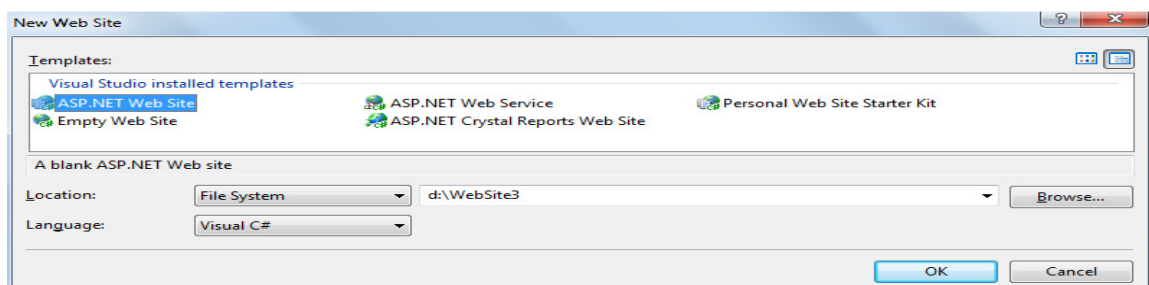 New Web Site
?
Templates:
Visual Studio installed templates
ASP.NET Web Site ASP.NET Web Service Personal Web Site Starter Kit
Empty Web Site ASP.NET Crystal Reports Web Site
A blank ASP.NET Web site
Location: File System d:\WebSite3 Browse...
Language: Visual C#
OK Cancel